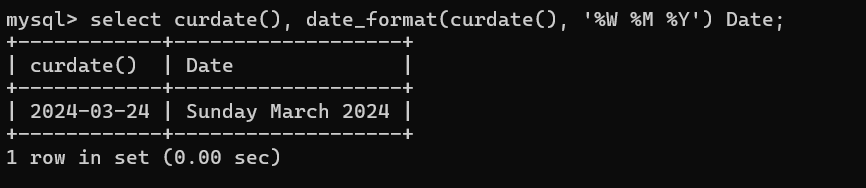 mysql> select curdate(), date_format(curdate(), '%W %M %Y') Date;
+------------+-------------------+
| curdate()  | Date              |
+------------+-------------------+
| 2024-03-24 | Sunday March 2024 |
+------------+-------------------+
1 row in set (0.00 sec)